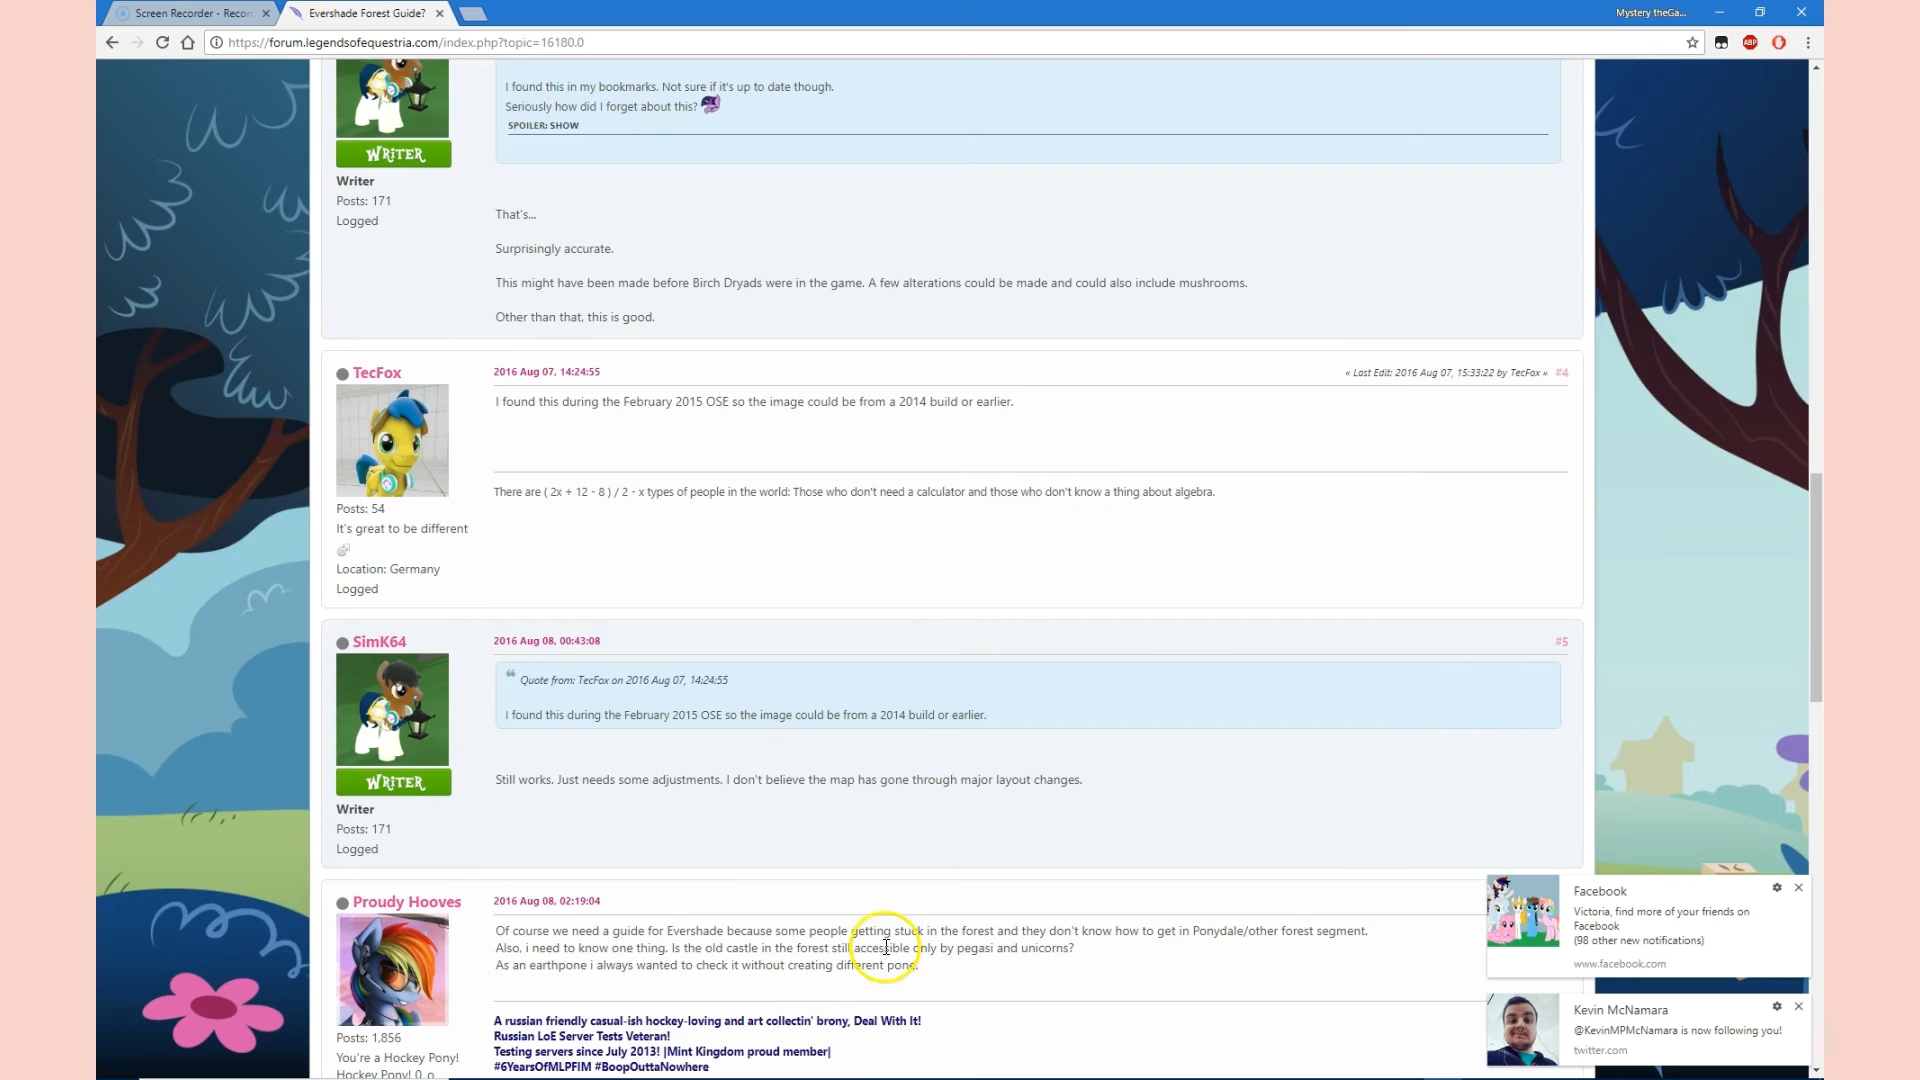 Screen Recorder - Recor
Evershade Forest Guide?
Mystery theGa...
https://forum.legendsofequestria.com/index.php?topic=16180.0
ABP
I found this in my bookmarks. Not sure if it's up to date though.
Seriously how did I forget about this?
SPOILER: SHOW
WRiTER
Writer
Posts: 171
Logged
That's...
Surprisingly accurate.
This might have been made before Birch Dryads were in the game. A few alterations could be made and could also include mushrooms.
Other than that, this is good.
TecFox
2016 Aug 07, 14:24:55
« Last Edit: 2016 Aug 07, 15:33:22 by TecFox »
#4
I found this during the February 2015 OSE so the image could be from a 2014 build or earlier.
There are ( 2x + 12 - 8 ) / 2 - x types of people in the world: Those who don't need a calculator and those who don't know a thing about algebra.
Posts: 54
It's great to be different
Location: Germany
Logged
SimK64
2016 Aug 08, 00:43:08
#5
Quote from: TecFox on 2016 Aug 07, 14:24:55
I found this during the February 2015 OSE so the image could be from a 2014 build or earlier.
Still works. Just needs some adjustments. I don't believe the map has gone through major layout changes.
WRiTER
Writer
Posts: 171
Logged
Proudy Hooves
2016 Aug 08, 02:19:04
Of course we need a guide for Evershade because some people getting stuck in the forest and they don't know how to get in Ponydale/other forest segment.
Also, i need to know one thing. Is the old castle in the forest still accessible only by pegasi and unicorns?
As an earthpone i always wanted to check it without creating different pone.
A russian friendly casual-ish hockey-loving and art collectin' brony, Deal With It!
Russian LoE Server Tests Veteran!
Testing servers since July 2013! |Mint Kingdom proud member|
#6YearsOfMLPFIM #BoopOuttaNowhere
Posts: 1,856
You're a Hockey Pony!
Hockey Pony! 0_o
Facebook
Victoria, find more of your friends on
Facebook
(98 other new notifications)
www.facebook.com
Kevin McNamara
@KevinMPMcNamara is now following you!
twitter.com